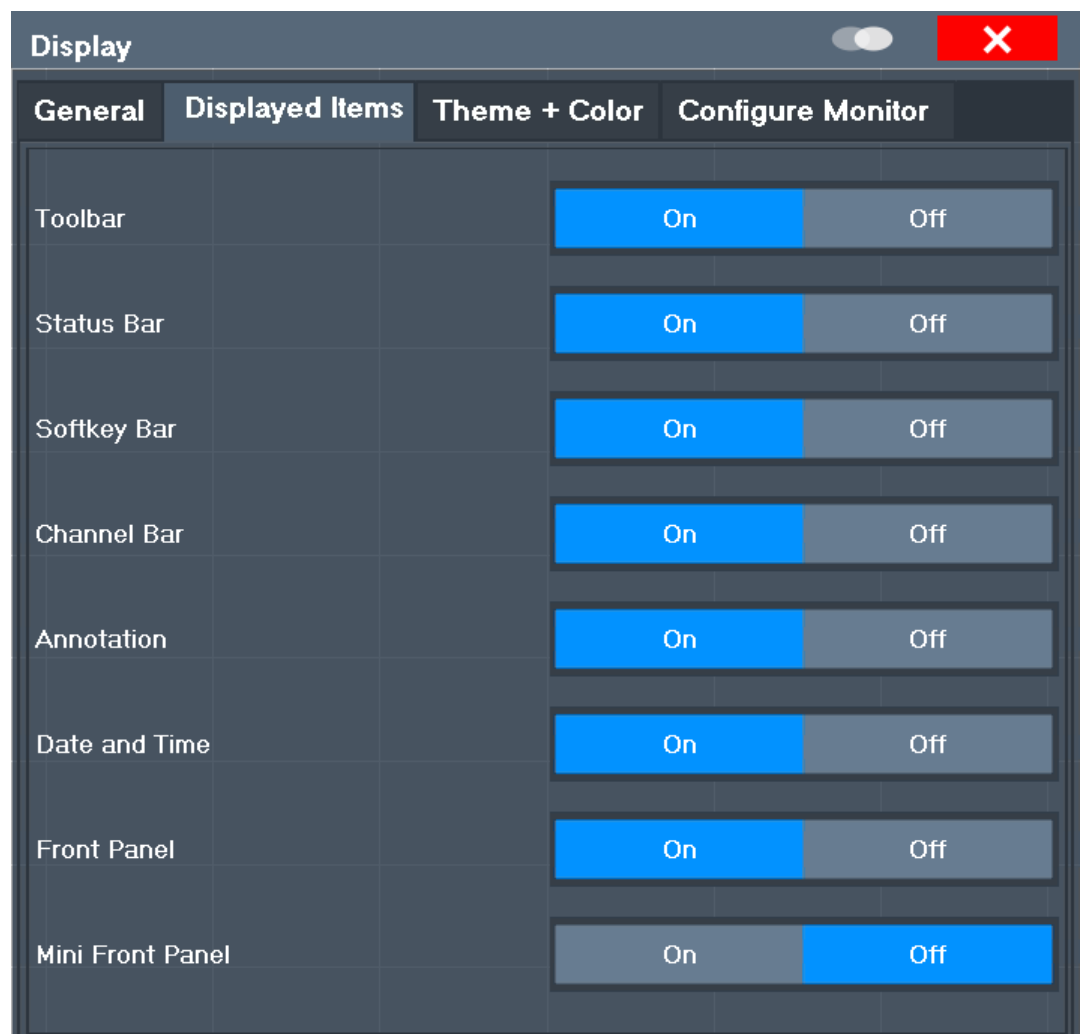 Display
General Displayed Items Theme + Color Configure Monitor
Toolbar On Off
Status Bar On Off
Softkey Bar On Off
Channel Bar On Off
Annotation On Off
Date and Time On Off
Front Panel On Off
Mini Front Panel On Off